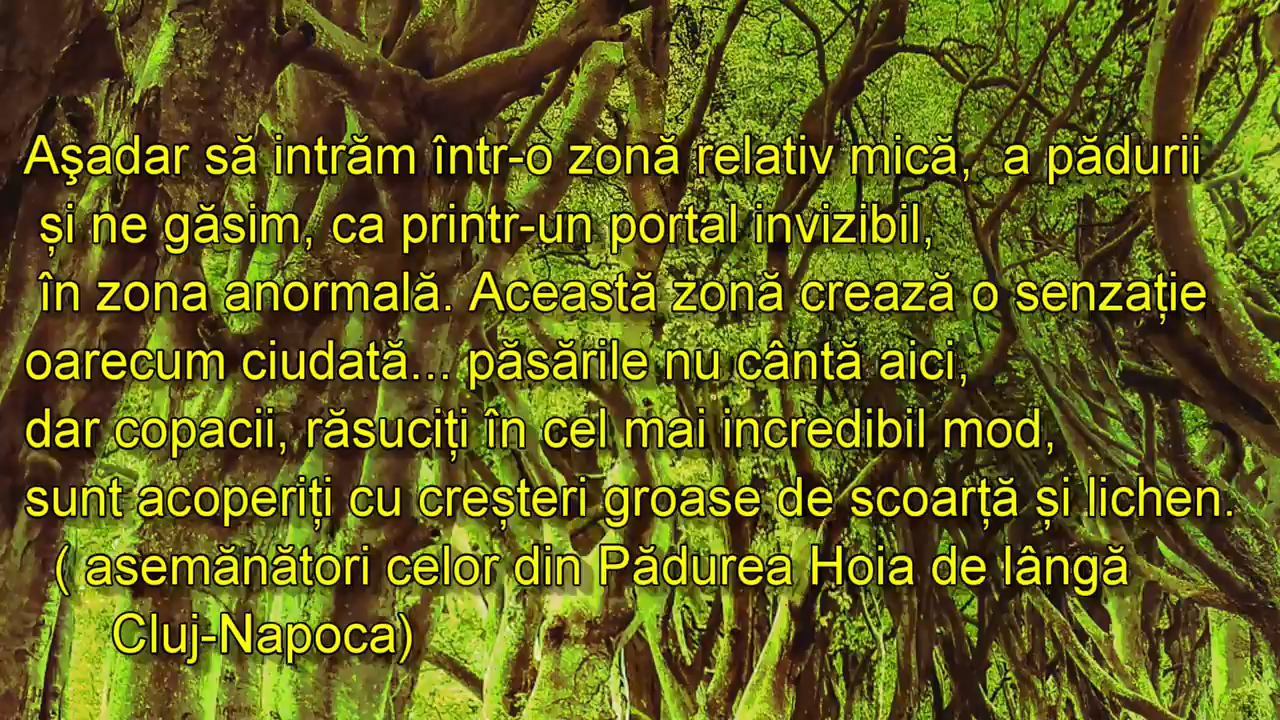 Aşadar să intrăm într-o zonă relativ mică, a pădurii
și ne găsim, ca printr-un portal invizibil,
în zona anormală. Această zonă crează o senzație
oarecum ciudată... păsările nu cântă aici,
dar copacii, răsuciți în cel mai incredibil mod,
sunt acoperiți cu creșteri groase de scoarță și lichen.
( asemănători celor din Pădurea Hoia de lângă
Cluj-Napoca)